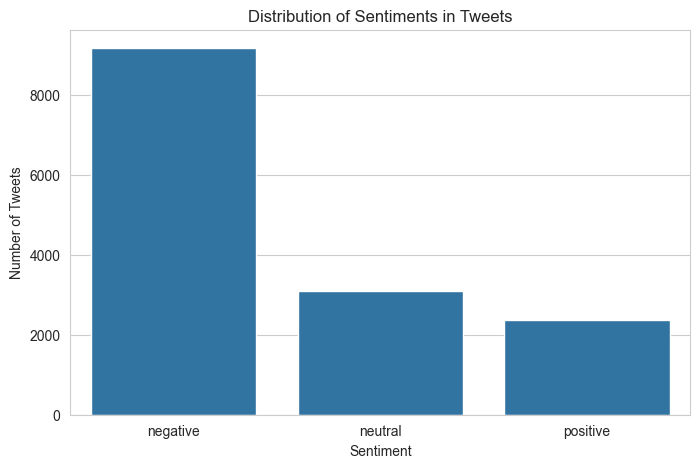 Distribution of Sentiments in Tweets
Number of Tweets
8000
6000
4000
2000
0
negative
neutral
positive
Sentiment